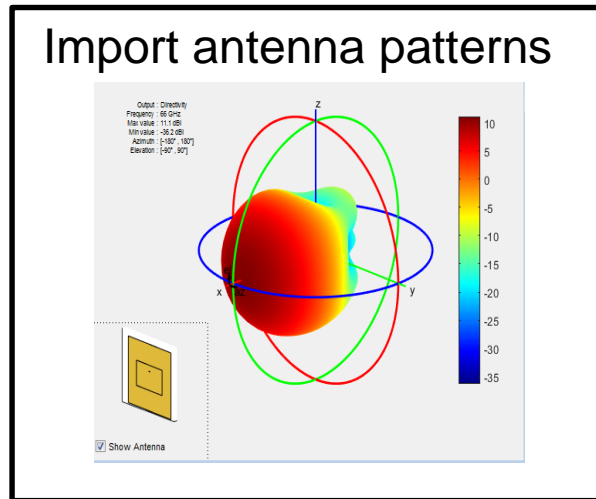 Import antenna patterns
Output : Directivity
Frequency : 66 GHz
Max value : 11.1 dBi
Min value : -36.2 dBi
Azimuth : [-180° , 180°]
Elevation : [-90° , 90°]
z
x
az
y
10
5
0
-5
-10
-15
-20
-25
-30
-35
Show Antenna